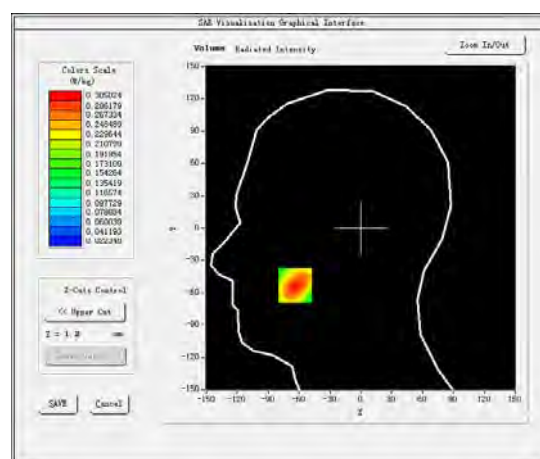 SAR Visualisation Graphical Interface
Volume Radiated Intensity
Zoom In/Out
Colors Scale
(W/kg)
0.305024
0.286179
0.267334
0.248489
0.229644
0.210799
0.191954
0.173109
0.154264
0.135419
0.116574
0.097729
0.078884
0.060039
0.041193
0.022348
Z-Cuts Control
<< Upper Cut
mm
SAVE
Cancel
150
120
90
60
30
0
-30
-60
-90
-120
-150
Y
-150 -120 -90 -60 -30 0 30 60 90 120 150
X